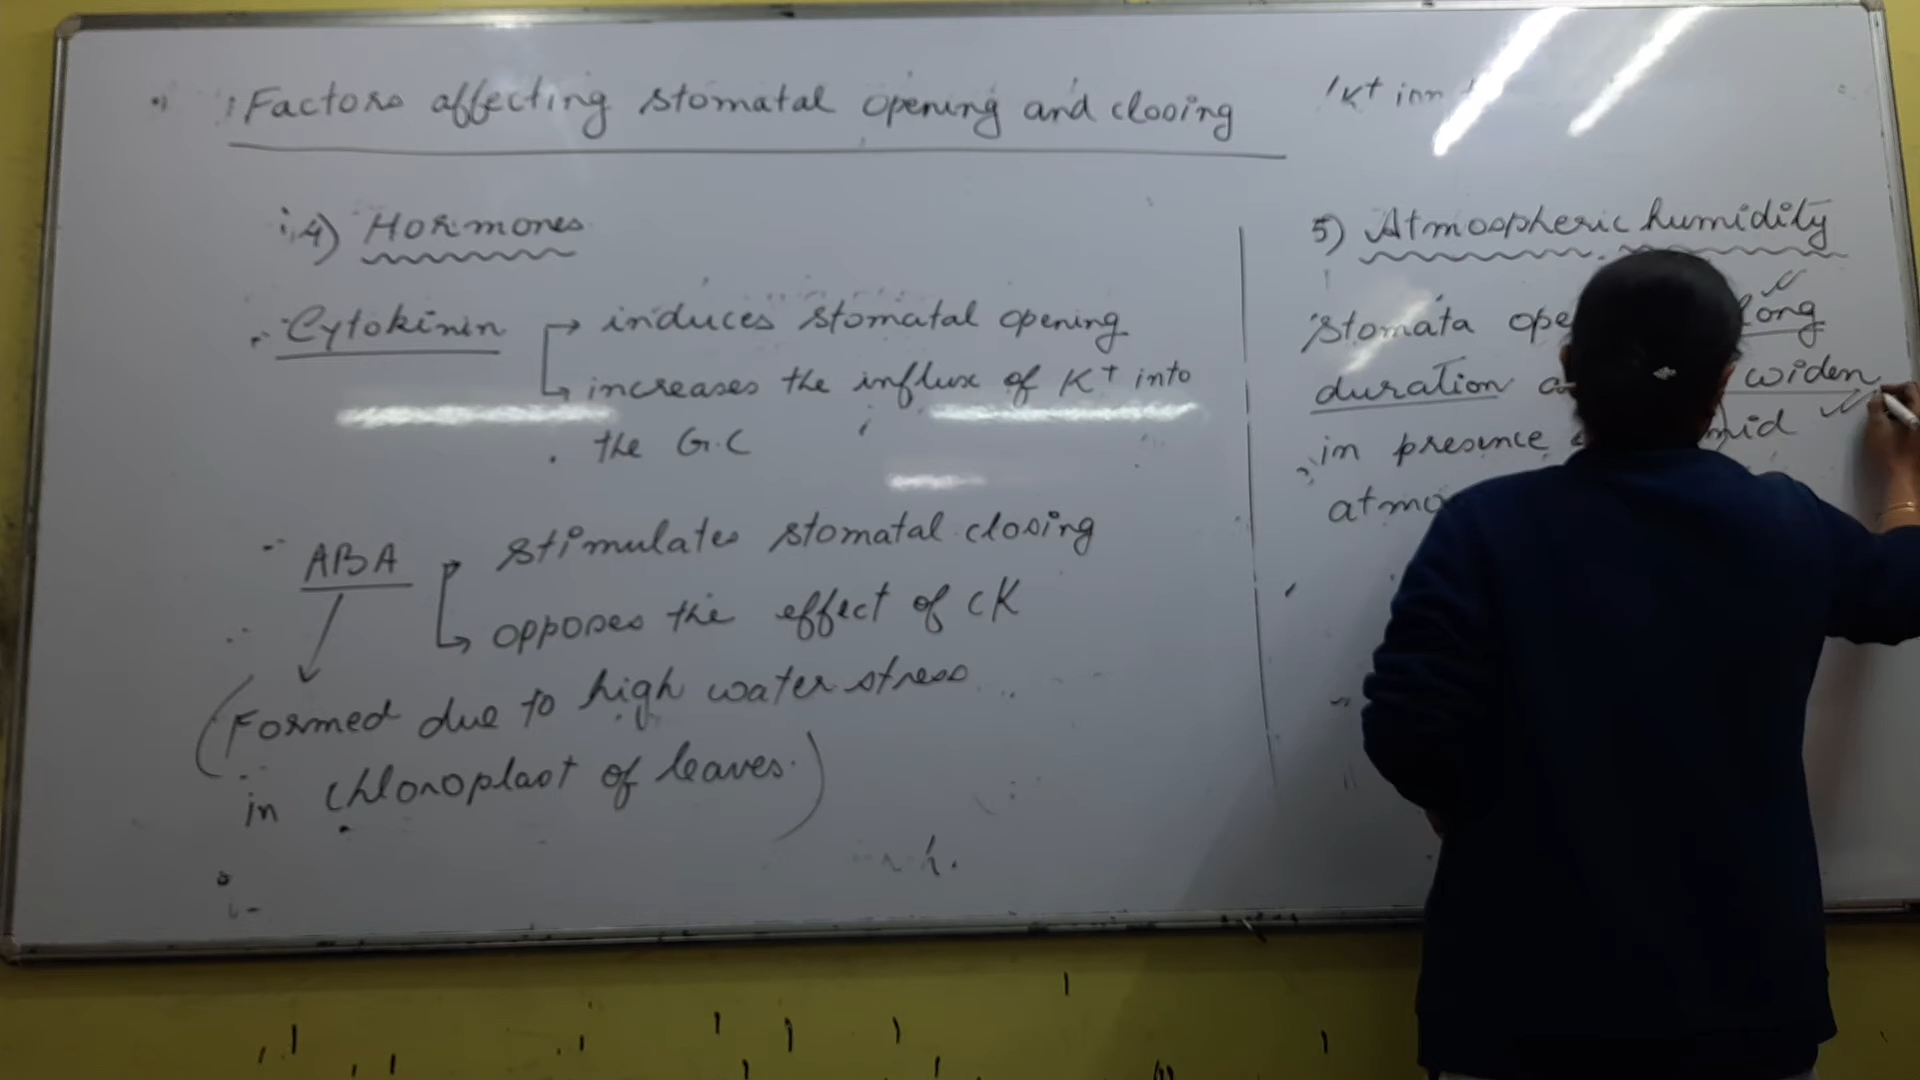 Factors affecting stomatal opening and closing
K+ ion
4) Hormones
Cytokinin → induces stomatal opening
↳ increases the influx of K+ into
the G.C
ABA → stimulates stomatal closing
↳ opposes the effect of CK
(Formed due to high water stress
in chloroplast of leaves.)
5) Atmospheric humidity
Stomata long
duration widen
in presence